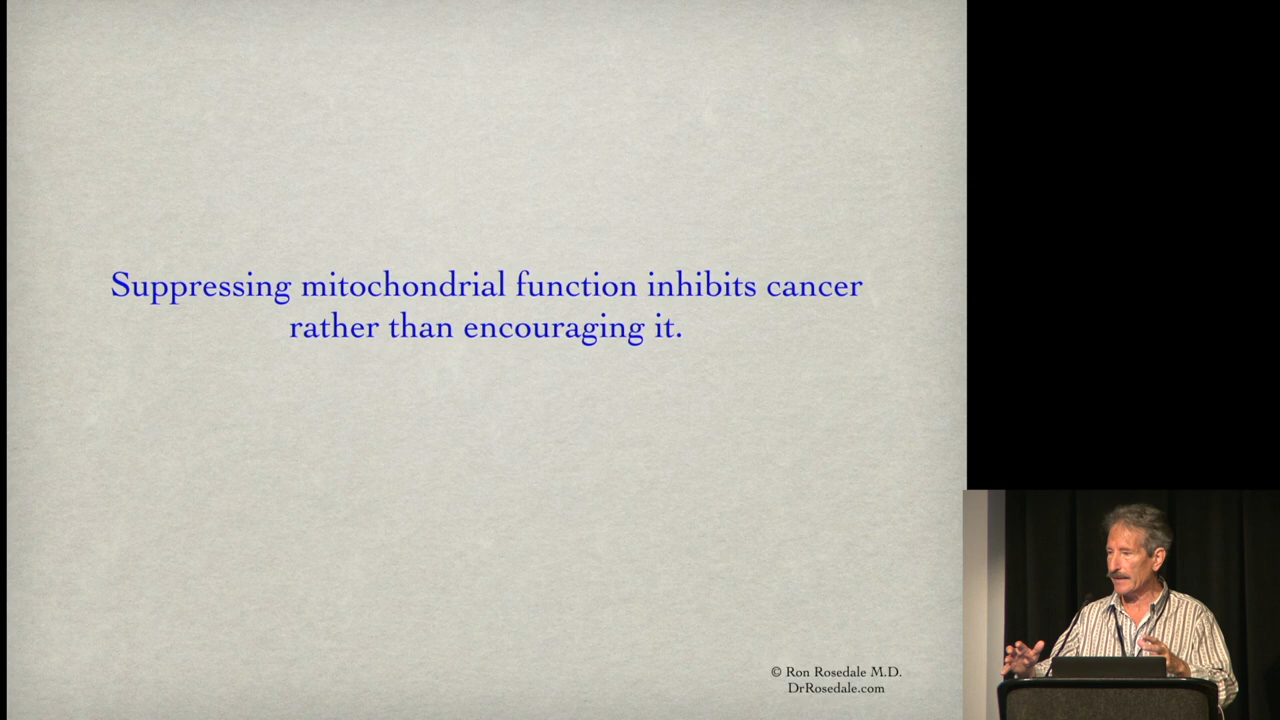 Suppressing mitochondrial function inhibits cancer
rather than encouraging it.
© Ron Rosedale M.D.
DrRosedale.com